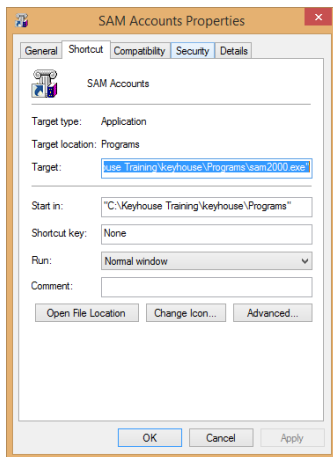 SAM Accounts Properties
General Shortcut Compatibility Security Details
SAM Accounts
Target type: Application
Target location: Programs
Target: use Training\keyhouse\Programs\sam2000.exe"
Start in: "C:\Keyhouse Training\keyhouse\Programs"
Shortcut key: None
Run: Normal window
Comment:
Open File Location Change Icon... Advanced...
OK Cancel Apply